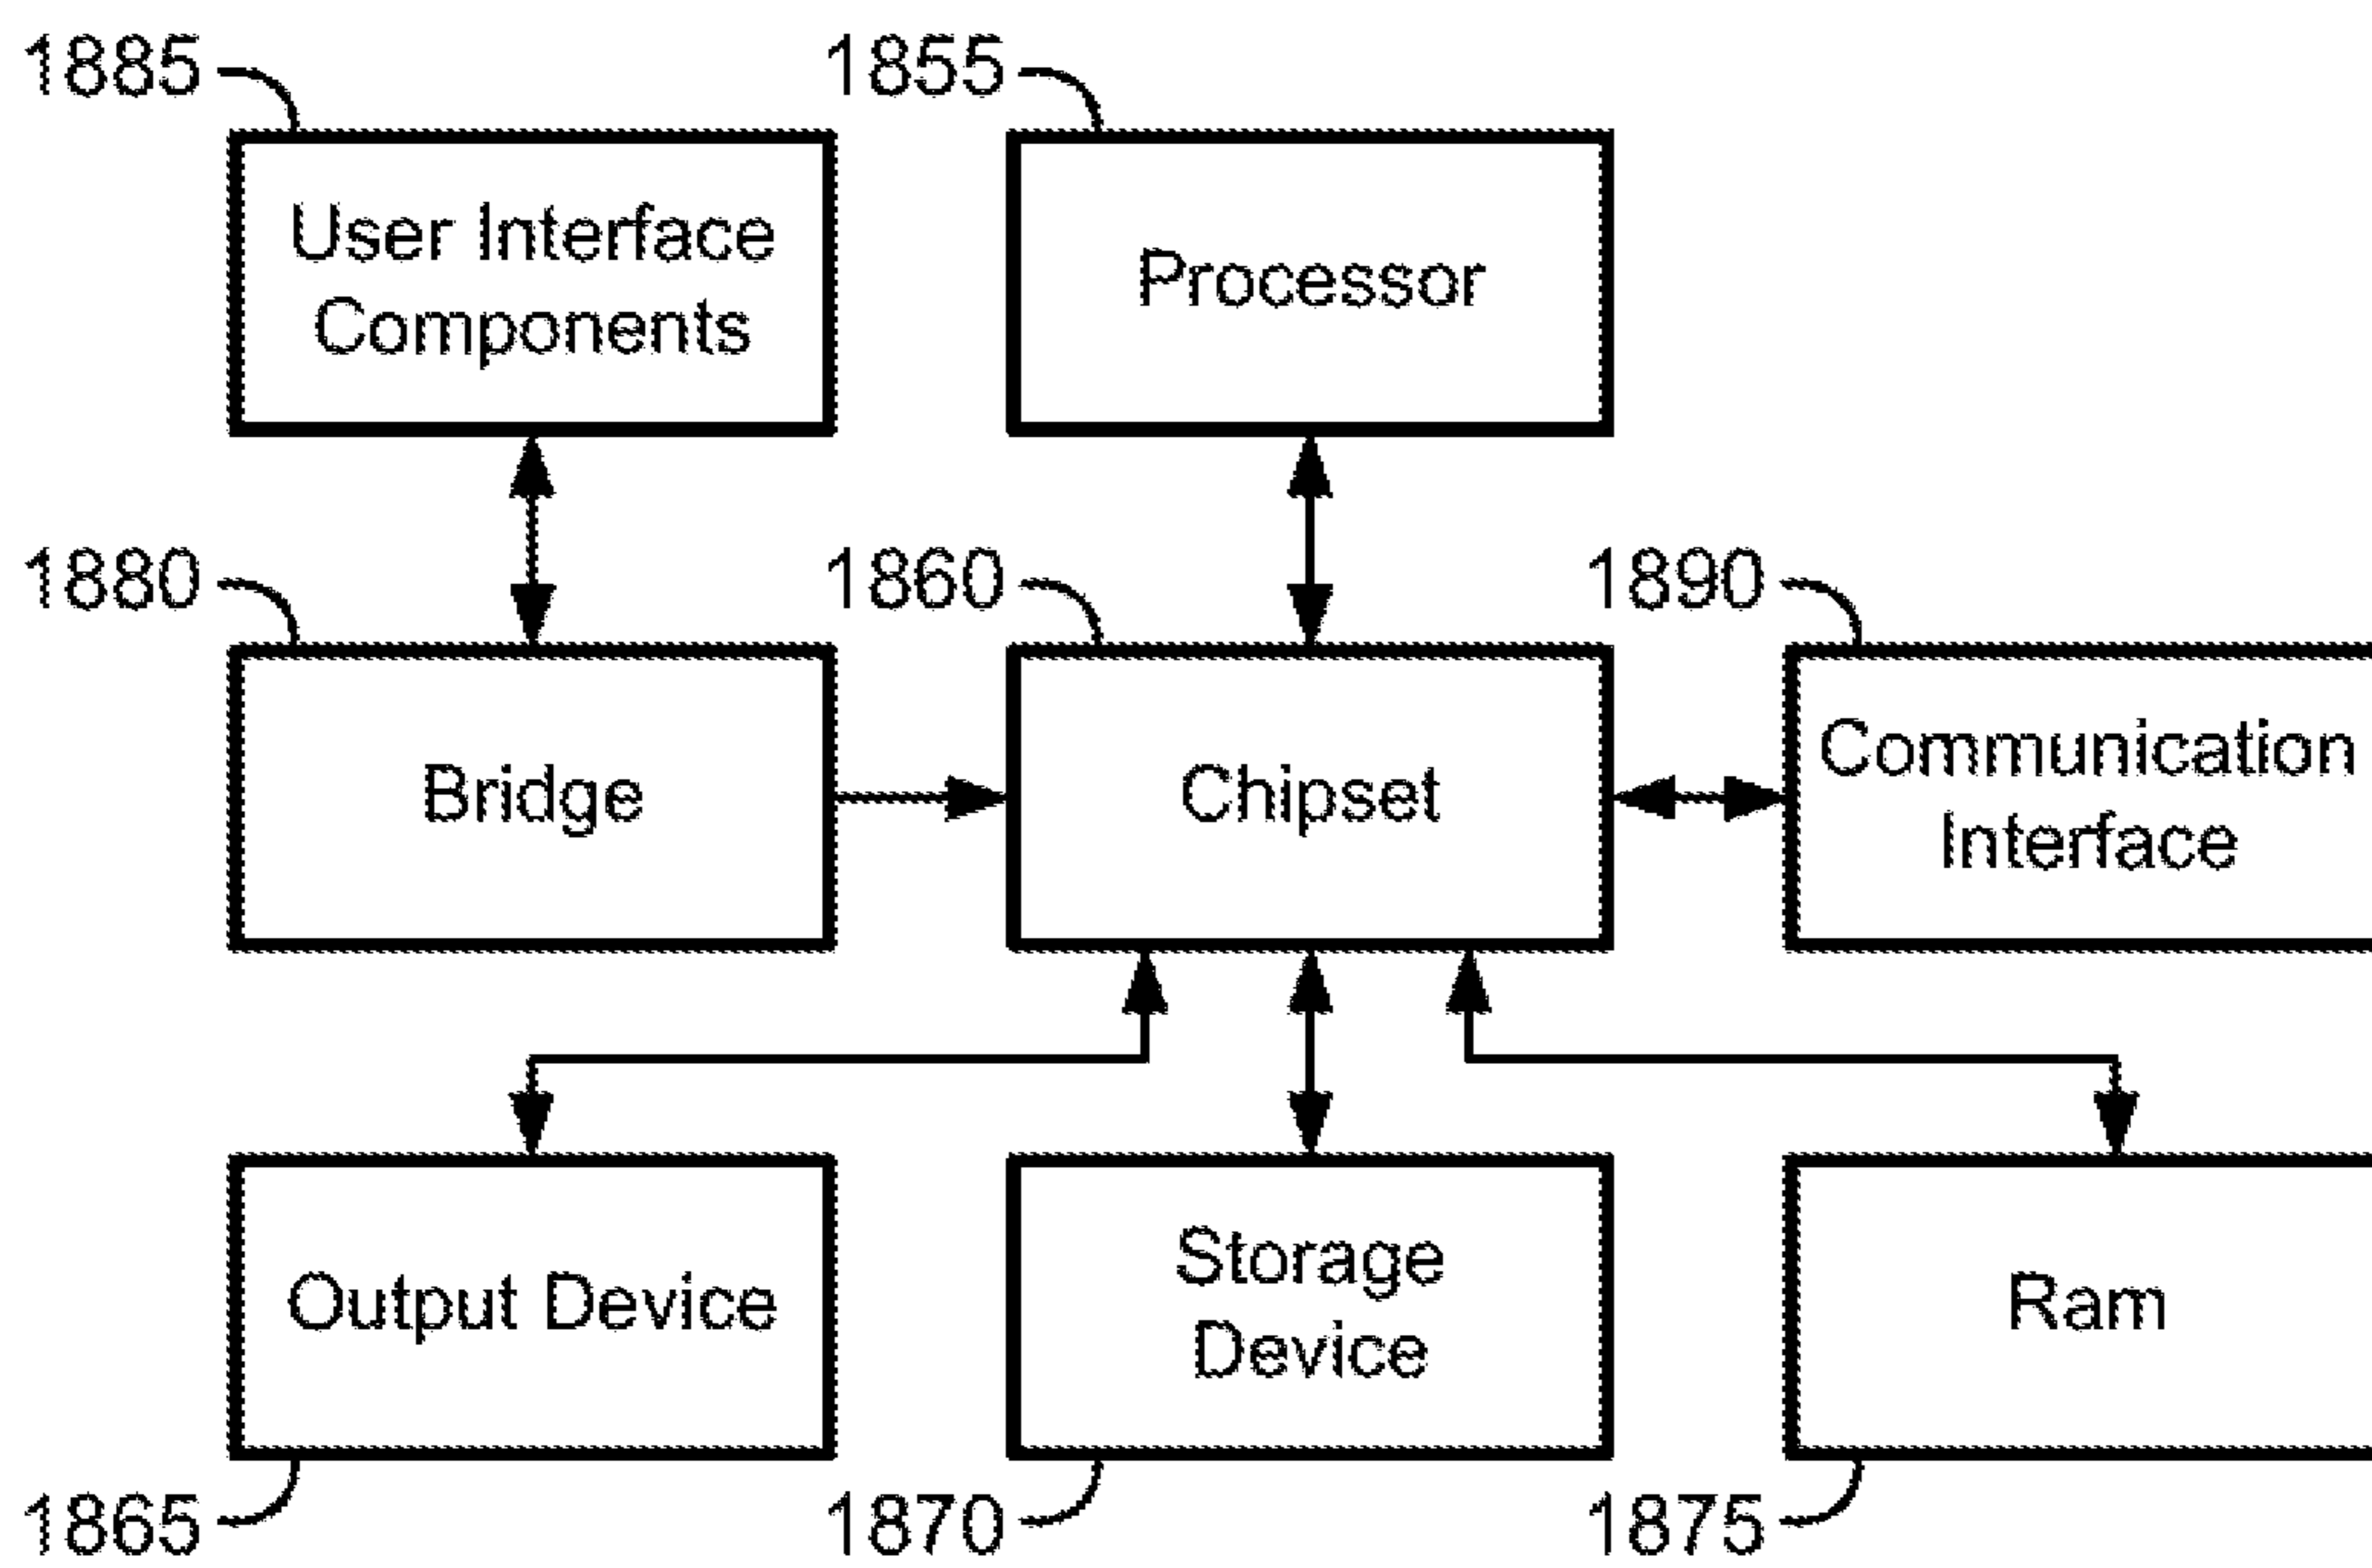 1885
1855
User Interface
Components
Processor
1880
1860
1890
Bridge
Chipset
Communication
Interface
Output Device
Storage
Device
Ram
1865
1870
1875